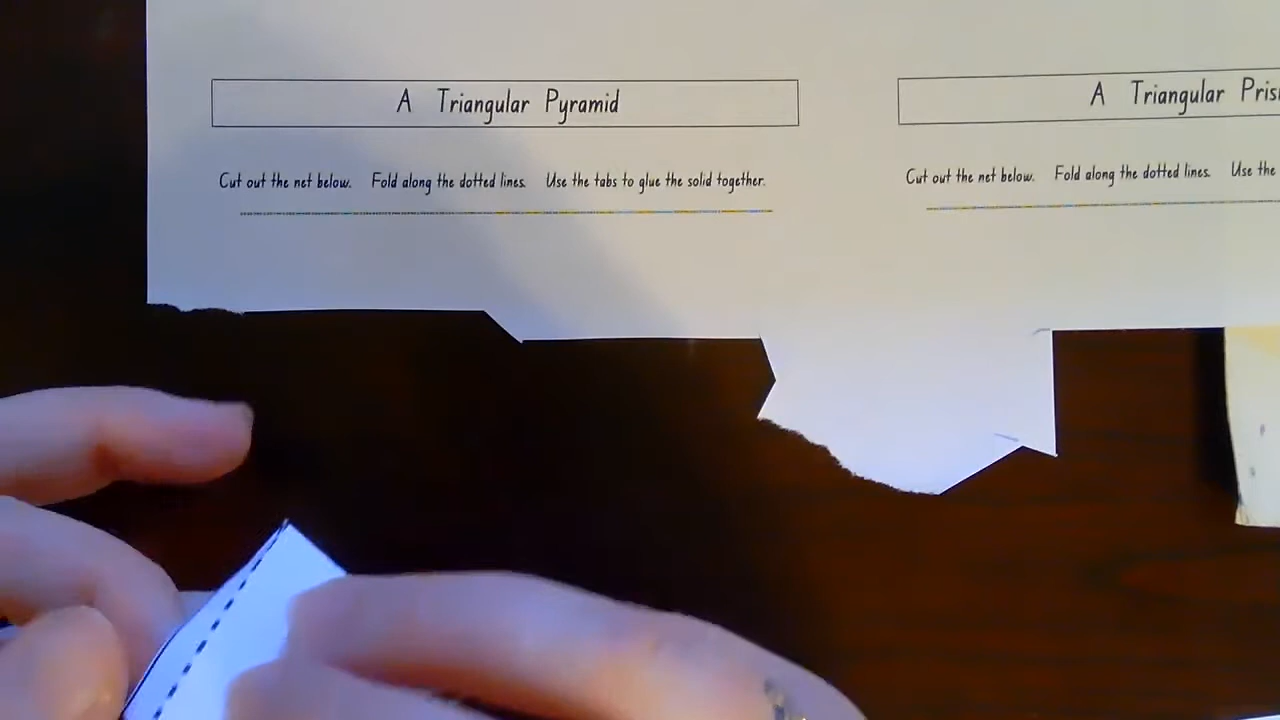 A Triangular Pyramid
Cut out the net below. Fold along the dotted lines. Use the tabs to glue the solid together.
A Triangular
Cut out the net below. Fold along the dotted lines. Use the